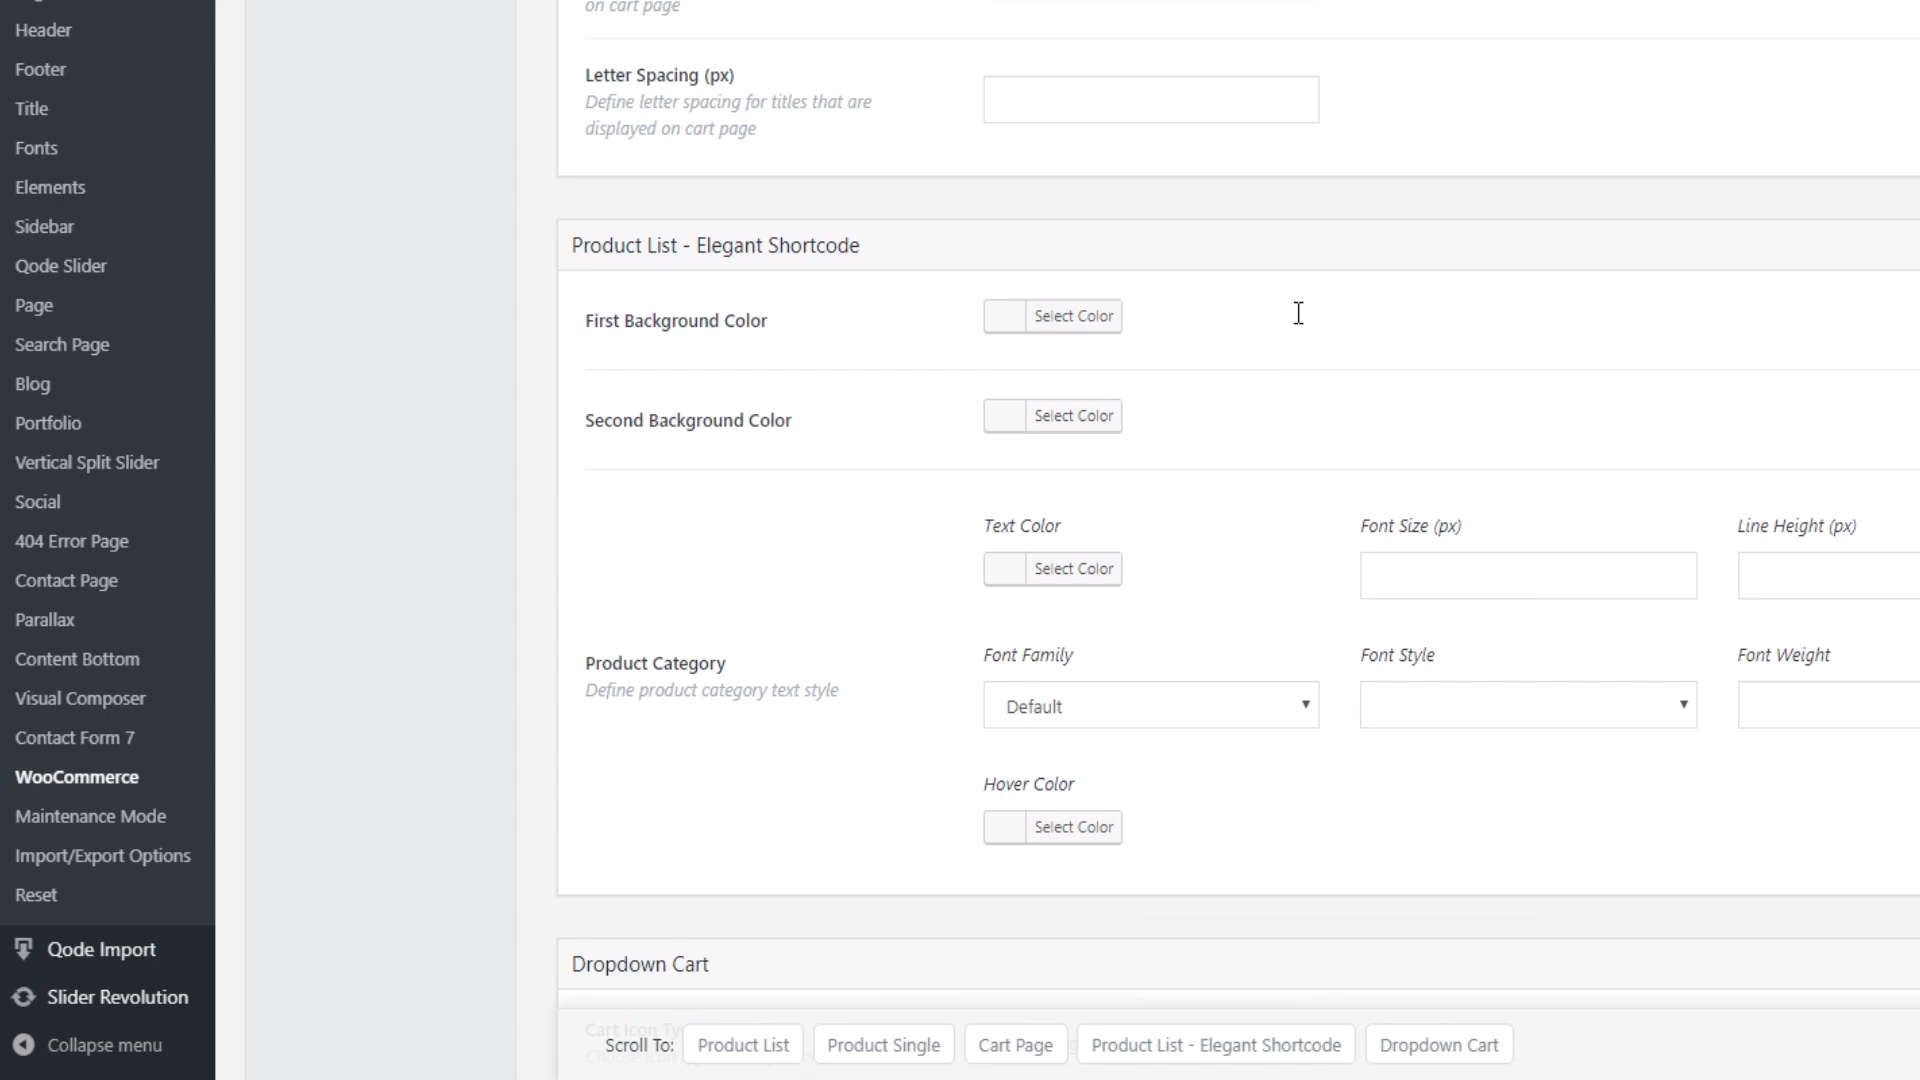 Header
Footer
Title
Fonts
Elements
Sidebar
Qode Slider
Page
Search Page
Blog
Portfolio
Vertical Split Slider
Social
404 Error Page
Contact Page
Parallax
Content Bottom
Visual Composer
Contact Form 7
WooCommerce
Maintenance Mode
Import/Export Options
Reset
Qode Import
Slider Revolution
Collapse menu
on cart page
Letter Spacing (px)
Define letter spacing for titles that are
displayed on cart page
Product List - Elegant Shortcode
First Background Color
Select Color
Second Background Color
Select Color
Text Color
Font Size (px)
Line Height (px)
Select Color
Product Category
Define product category text style
Font Family
Font Style
Font Weight
Default
Hover Color
Select Color
Dropdown Cart
Cart Icon
Scroll To:
Product List
Product Single
Cart Page
Product List - Elegant Shortcode
Dropdown Cart